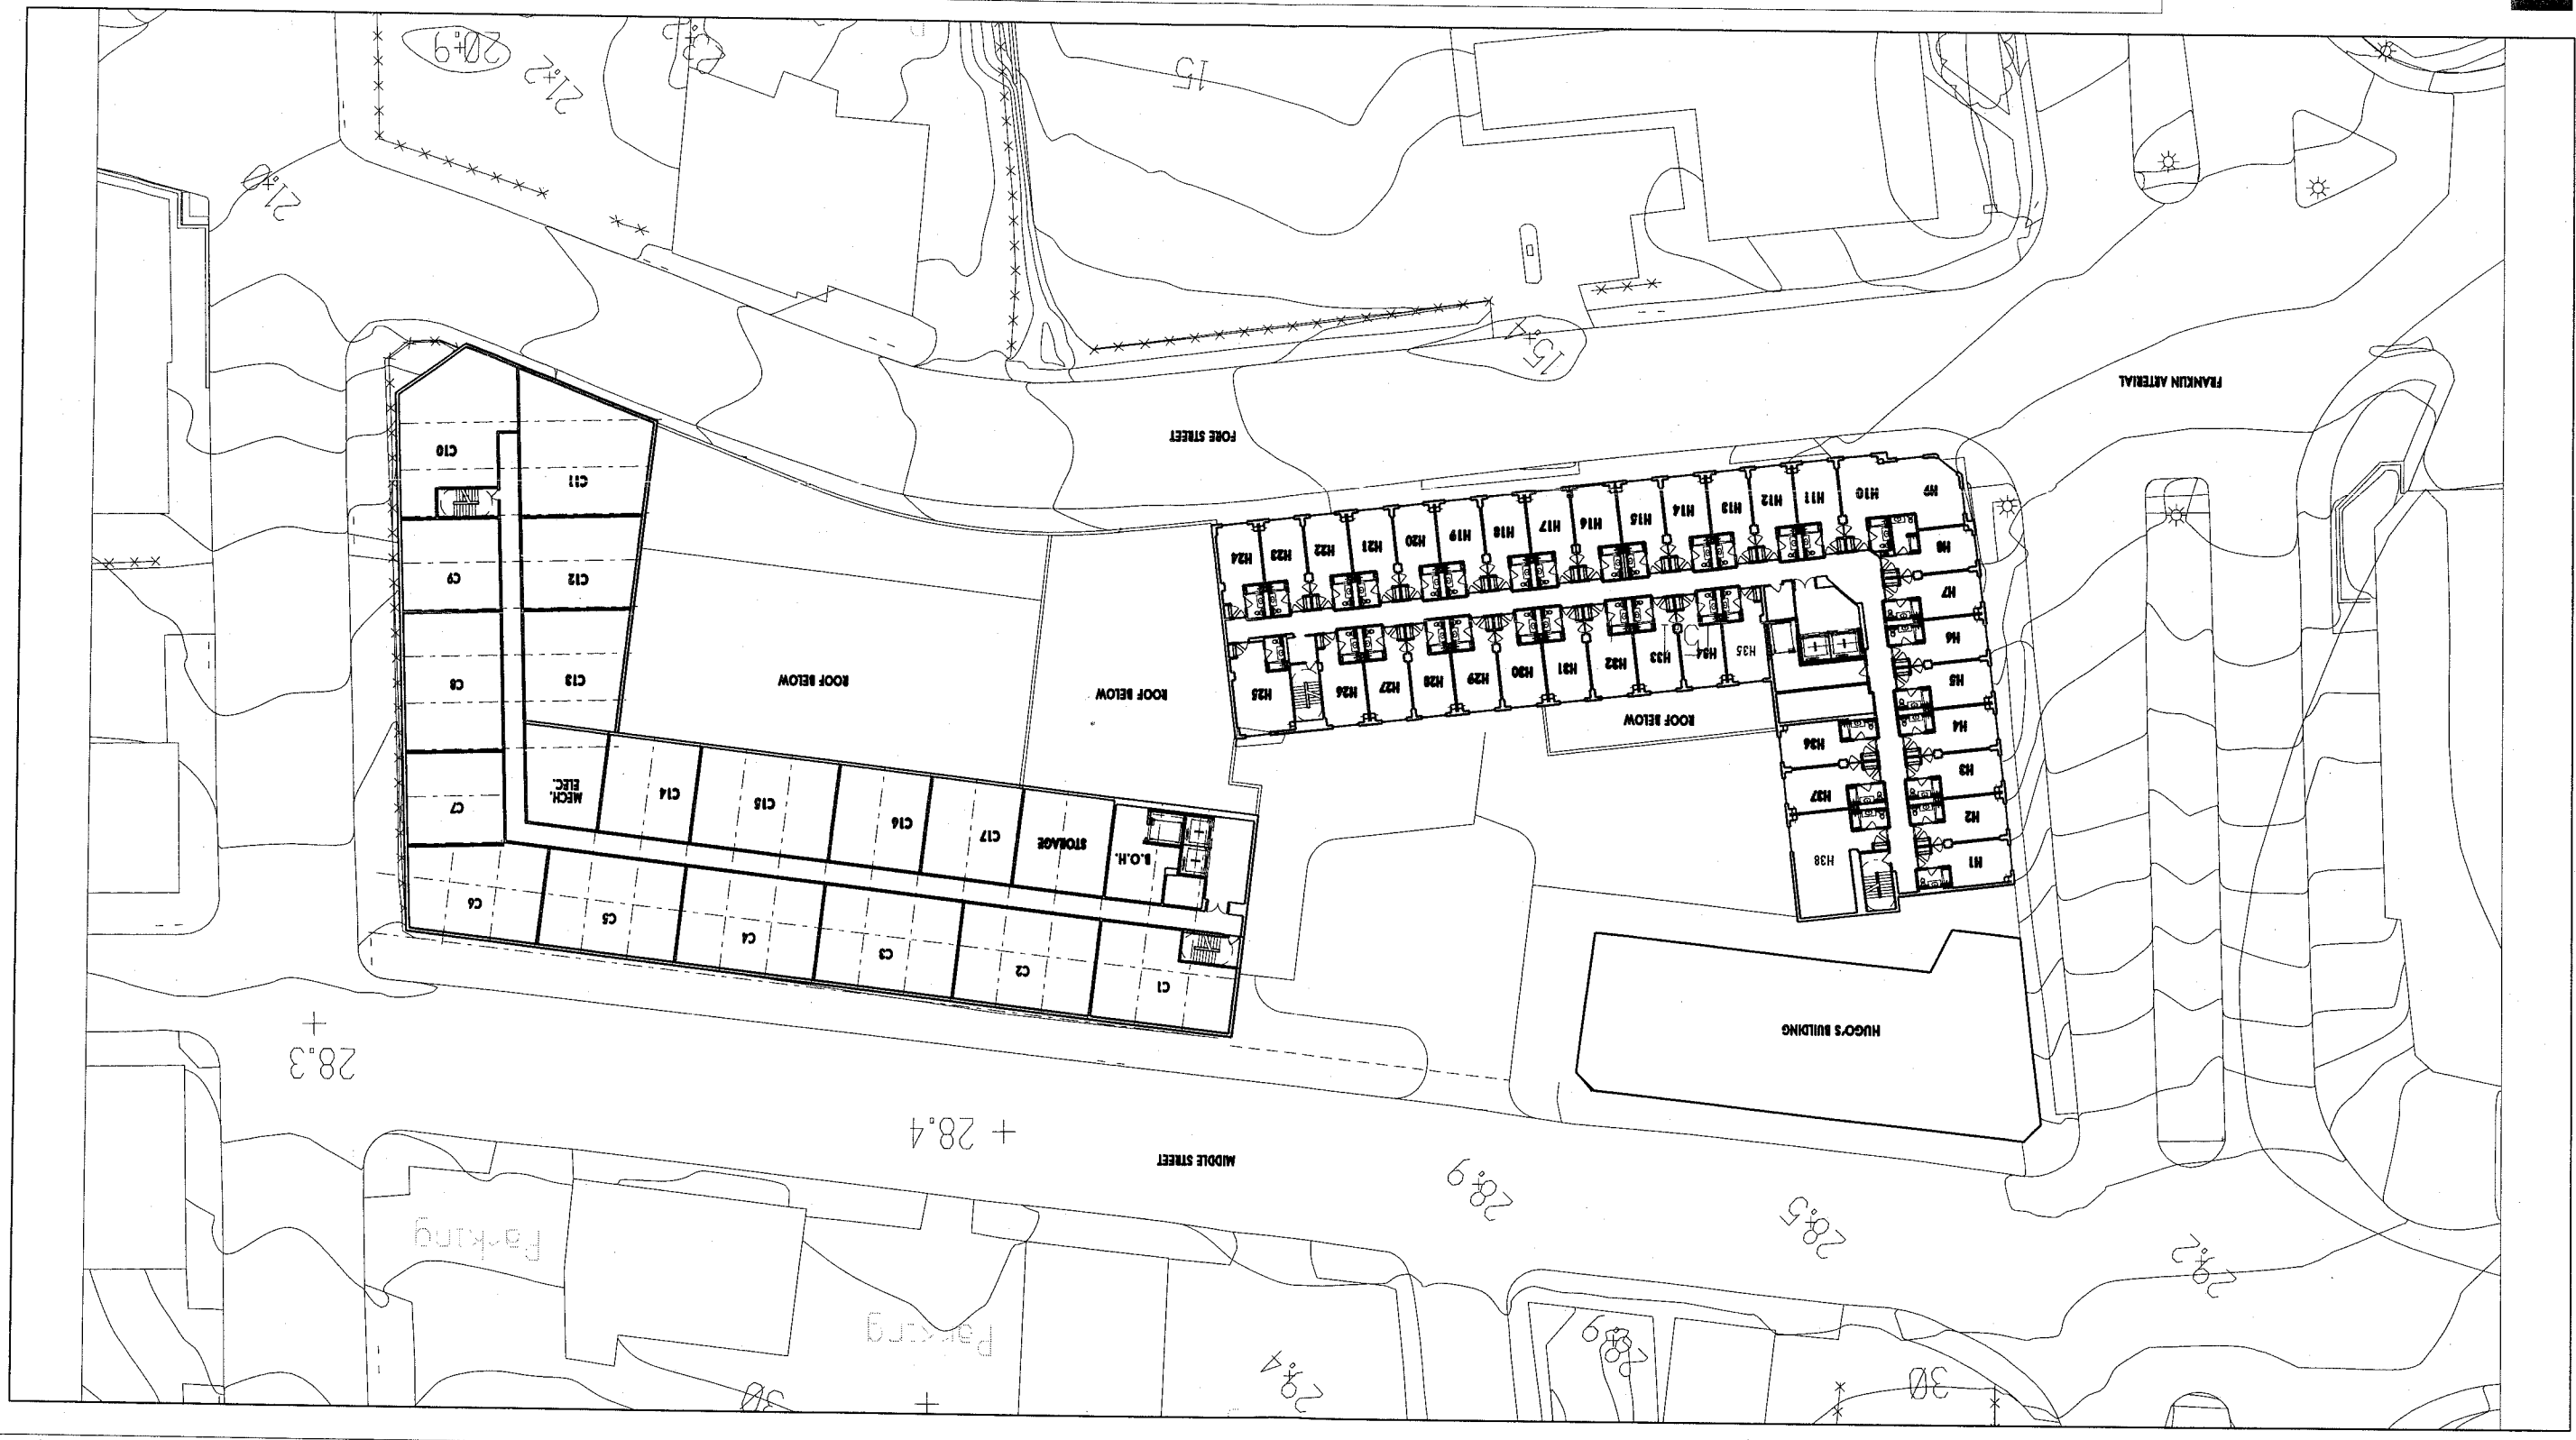 30
29.4
30
Parking
Parking
29.2
28.5
28.9
MIDDLE STREET
+ 28.4
28.3
+
HUGO'S BUILDING
C1
C2
C3
C4
C5
C6
H1
H2
H3
H4
H5
H6
H7
H8
H9
H10
H11
H12
H13
H14
H15
H16
H17
H18
H19
H20
H21
H22
H23
H24
H25
H26
H27
H28
H29
H30
H31
H32
H33
H34
H35
H36
H37
H38
ROOF BELOW
ROOF BELOW
ROOF BELOW
B.O.H.
STORAGE
C17
C16
C15
C14
MECH.
ELEC.
C7
C8
C9
C10
C11
C12
C13
FRANKLIN ARTERIAL
FORE STREET
15.4
15
21.0
21.2
20.9